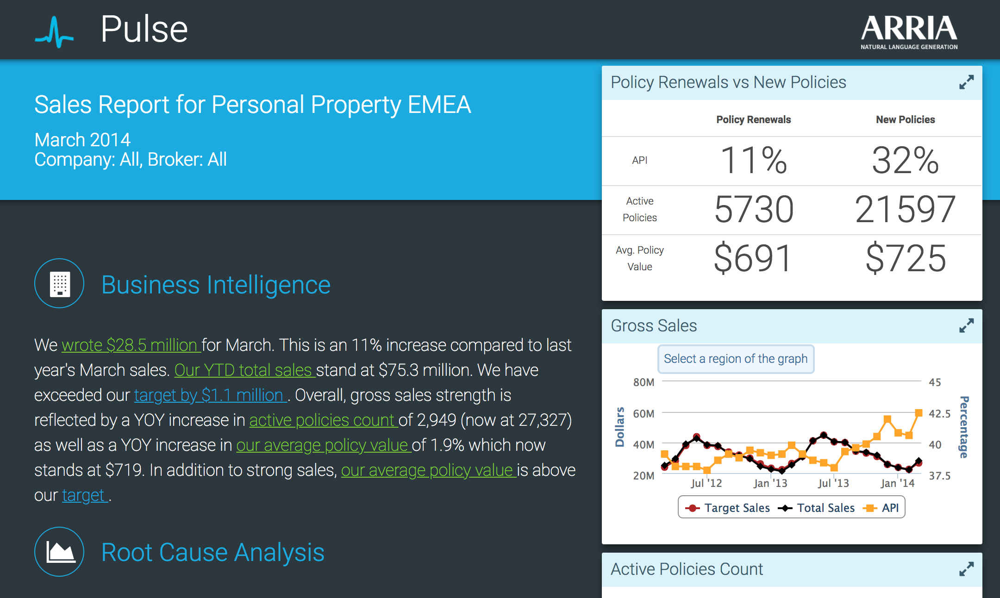 Pulse
ARRIA
NATURAL LANGUAGE GENERATION
Sales Report for Personal Property EMEA
March 2014
Company: All, Broker: All
Business Intelligence
We wrote $28.5 million for March. This is an 11% increase compared to last
year's March sales. Our YTD total sales stand at $75.3 million. We have
exceeded our target by $1.1 million . Overall, gross sales strength is
reflected by a YOY increase in active policies count of 2,949 (now at 27,327)
as well as a YOY increase in our average policy value of 1.9% which now
stands at $719. In addition to strong sales, our average policy value is above
our target .
Root Cause Analysis
Policy Renewals vs New Policies
Policy Renewals New Policies
API 11% 32%
Active
Policies 5730 21597
Avg. Policy
Value $691 $725
Gross Sales
Select a region of the graph
80M 45
60M 42.5
40M 40
20M 37.5
Dollars
Percentage
Jul '12 Jan '13 Jul '13 Jan '14
Target Sales Total Sales API
Active Policies Count